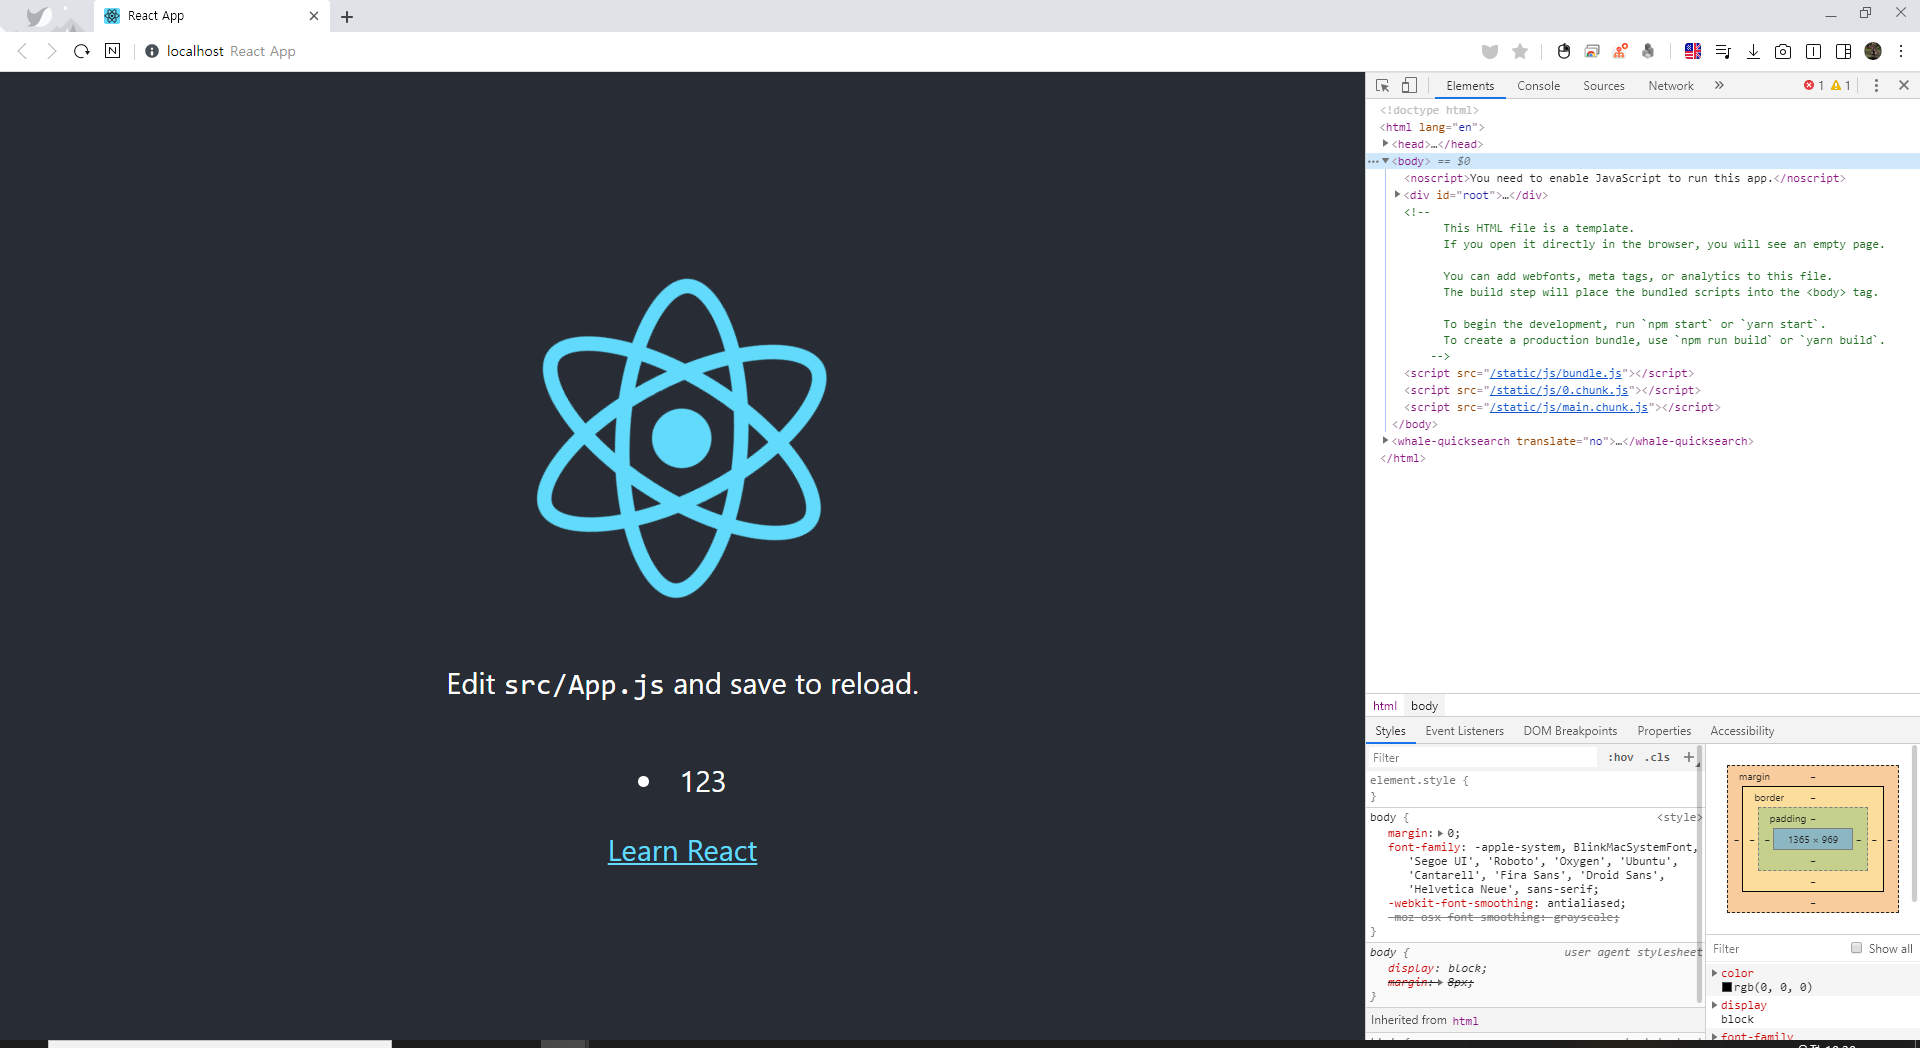 React App
localhost React App
Elements Console Sources Network » 1 1
<!doctype html>
<html lang="en">
<head>…</head>
<body> == $0
<noscript>You need to enable JavaScript to run this app.</noscript>
<div id="root">…</div>
<!--
This HTML file is a template.
If you open it directly in the browser, you will see an empty page.
You can add webfonts, meta tags, or analytics to this file.
The build step will place the bundled scripts into the <body> tag.
To begin the development, run `npm start` or `yarn start`.
To create a production bundle, use `npm run build` or `yarn build`.
-->
<script src="/static/js/bundle.js"></script>
<script src="/static/js/0.chunk.js"></script>
<script src="/static/js/main.chunk.js"></script>
</body>
<whale-quicksearch translate="no">…</whale-quicksearch>
</html>
Edit src/App.js and save to reload.
• 123
Learn React
html body
Styles Event Listeners DOM Breakpoints Properties Accessibility
Filter :hov .cls +
element.style {
}
body { <style>
margin: 0;
font-family: -apple-system, BlinkMacSystemFont,
'Segoe UI', 'Roboto', 'Oxygen', 'Ubuntu',
'Cantarell', 'Fira Sans', 'Droid Sans',
'Helvetica Neue', sans-serif;
-webkit-font-smoothing: antialiased;
-moz-osx-font-smoothing: grayscale;
}
body { user agent stylesheet
display: block;
margin: 8px;
}
Inherited from html
margin –
border –
padding –
– – – 1365 × 969 – – –
–
–
–
Filter Show all
color
rgb(0, 0, 0)
display
block
font-family